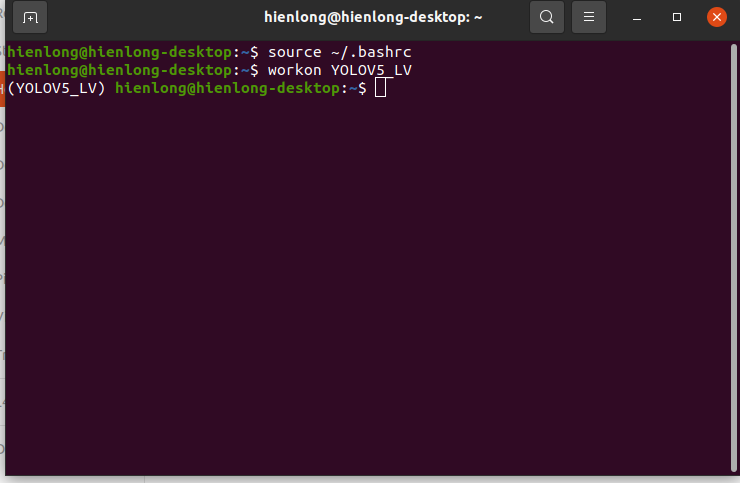 hienlong@hienlong-desktop: ~
hienlong@hienlong-desktop:~$ source ~/.bashrc
hienlong@hienlong-desktop:~$ workon YOLOV5_LV
(YOLOV5_LV) hienlong@hienlong-desktop:~$